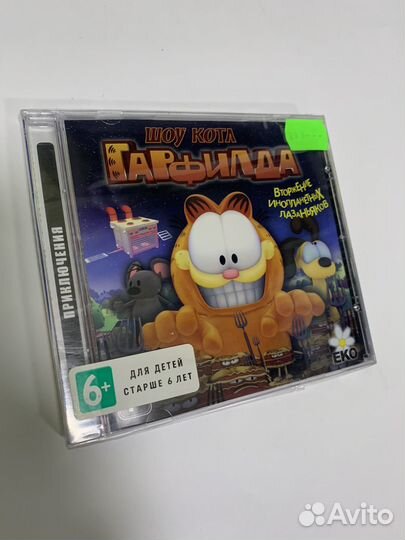 ШОУ КОТА
ГАРФИЛДА
ВТОРЖЕНИЕ
ИНОПЛАНЕТНЫХ
ЛАЗАНЬЯКОВ
ПРИКЛЮЧЕНИЯ
6+
ДЛЯ ДЕТЕЙ
СТАРШЕ 6 ЛЕТ
EKO
Avito